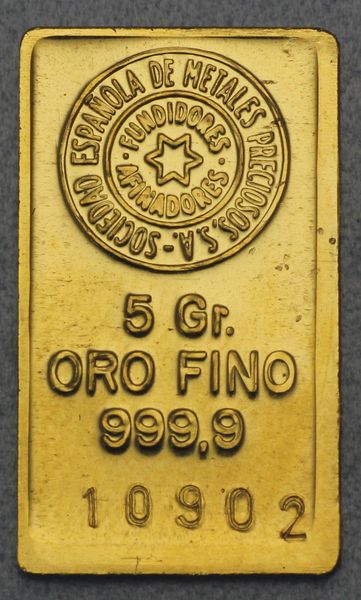 SOCIEDAD ESPAÑOLA DE METALES PRECIOSOS, S.A.-
· FUNDIDORES ·
AFINADORES
5 Gr.
ORO FINO
999,9
10902